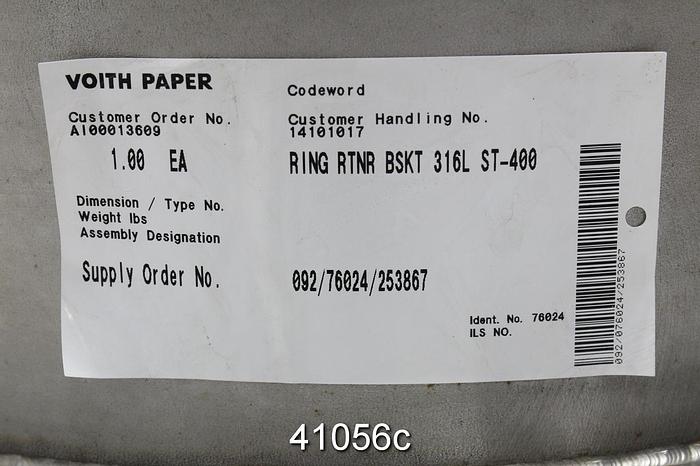 VOITH PAPER
Codeword
Customer Order No.
AI00013609
Customer Handling No.
14101017
1.00 EA
RING RTNR BSKT 316L ST-400
Dimension / Type No.
Weight lbs
Assembly Designation
Supply Order No.
092/76024/253867
Ident. No. 76024
ILS NO.
092/076024/253867
41056c